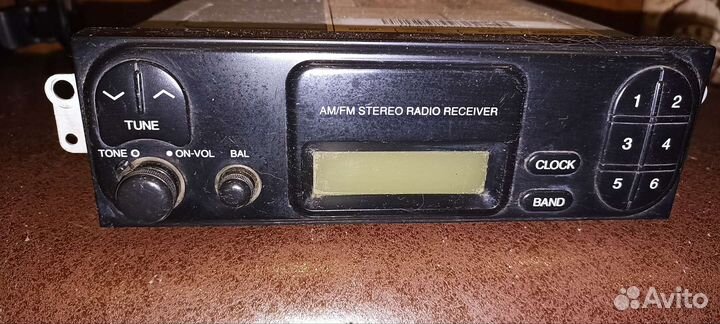 AM/FM STEREO RADIO RECEIVER
TUNE
TONE ON-VOL BAL
CLOCK
BAND
1 2
3 4
5 6
Avito